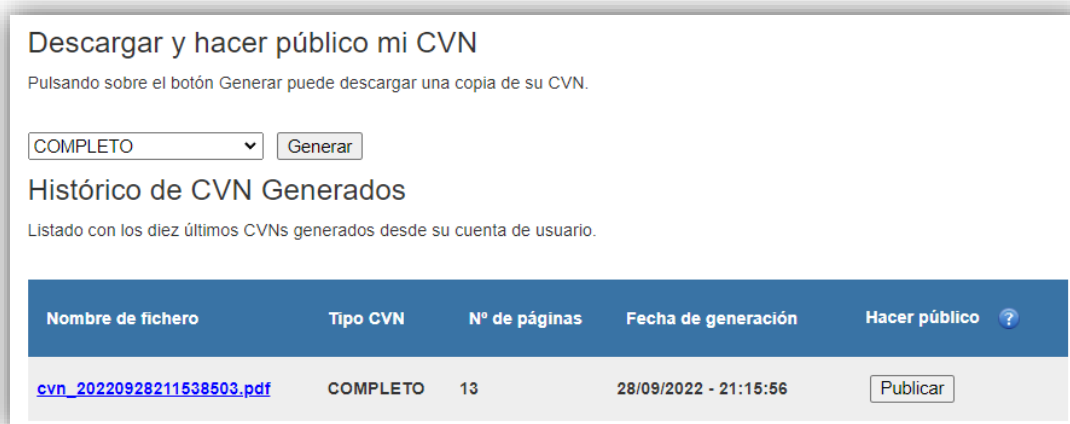 Descargar y hacer público mi CVN
Pulsando sobre el botón Generar puede descargar una copia de su CVN.
COMPLETO Generar
Histórico de CVN Generados
Listado con los diez últimos CVNs generados desde su cuenta de usuario.
Nombre de fichero Tipo CVN Nº de páginas Fecha de generación Hacer público ?
cvn_20220928211538503.pdf COMPLETO 13 28/09/2022 - 21:15:56 Publicar